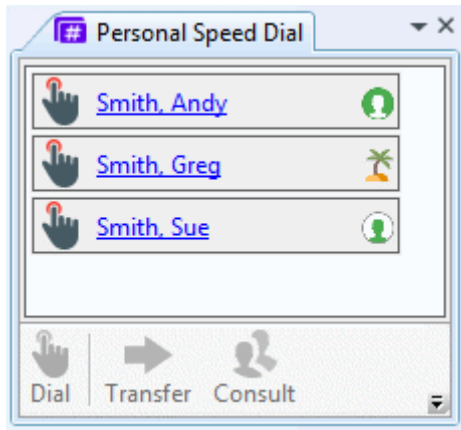 # Personal Speed Dial
Smith, Andy
Smith, Greg
Smith, Sue
Dial Transfer Consult